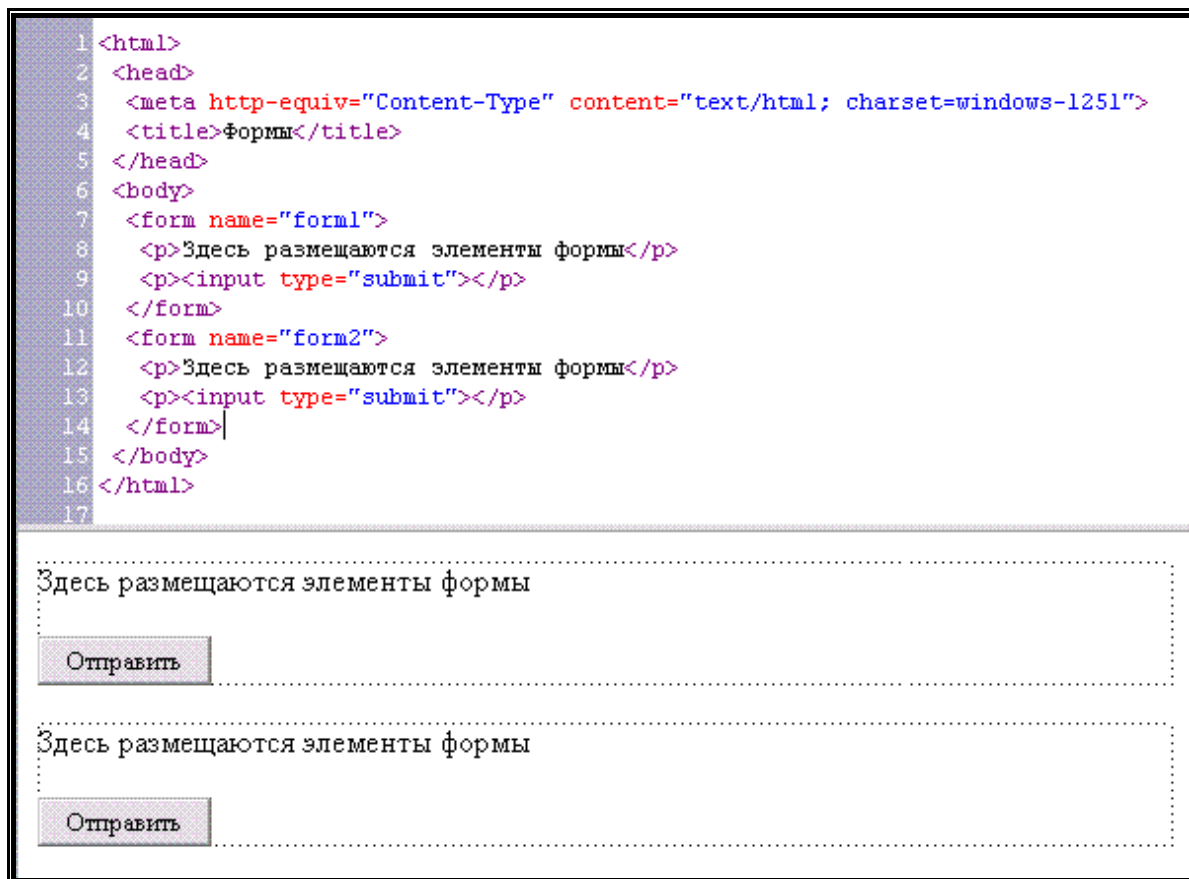 1 <html>
2 <head>
3 <meta http-equiv="Content-Type" content="text/html; charset=windows-1251">
4 <title>Формы</title>
5 </head>
6 <body>
7 <form name="form1">
8 <p>Здесь размещаются элементы формы</p>
9 <p><input type="submit"></p>
10 </form>
11 <form name="form2">
12 <p>Здесь размещаются элементы формы</p>
13 <p><input type="submit"></p>
14 </form>
15 </body>
16 </html>
17
Здесь размещаются элементы формы
Отправить
Здесь размещаются элементы формы
Отправить